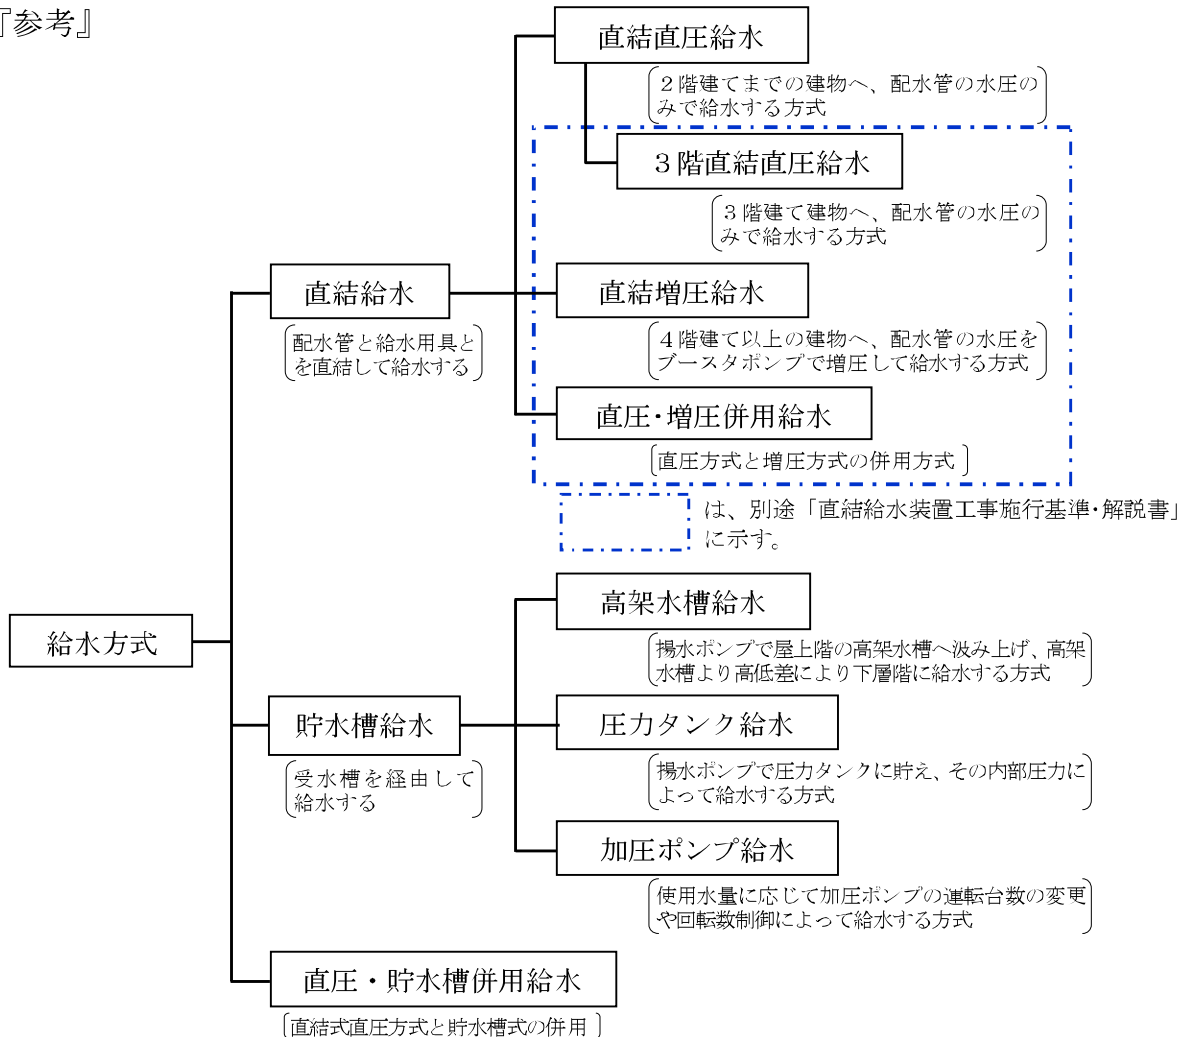 『参考』
直結直圧給水
２階建てまでの建物へ、配水管の水圧の
みで給水する方式
３階直結直圧給水
３階建て建物へ、配水管の水圧の
みで給水する方式
直結給水
配水管と給水用具と
を直結して給水する
直結増圧給水
４階建て以上の建物へ、配水管の水圧を
ブースタポンプで増圧して給水する方式
直圧・増圧併用給水
直圧方式と増圧方式の併用方式
は、別途「直結給水装置工事施行基準・解説書」
に示す。
給水方式
高架水槽給水
揚水ポンプで屋上階の高架水槽へ汲み上げ、高架
水槽より高低差により下層階に給水する方式
貯水槽給水
受水槽を経由して
給水する
圧力タンク給水
揚水ポンプで圧力タンクに貯え、その内部圧力に
よって給水する方式
加圧ポンプ給水
使用水量に応じて加圧ポンプの運転台数の変更
や回転数制御によって給水する方式
直圧・貯水槽併用給水
直結式直圧方式と貯水槽式の併用